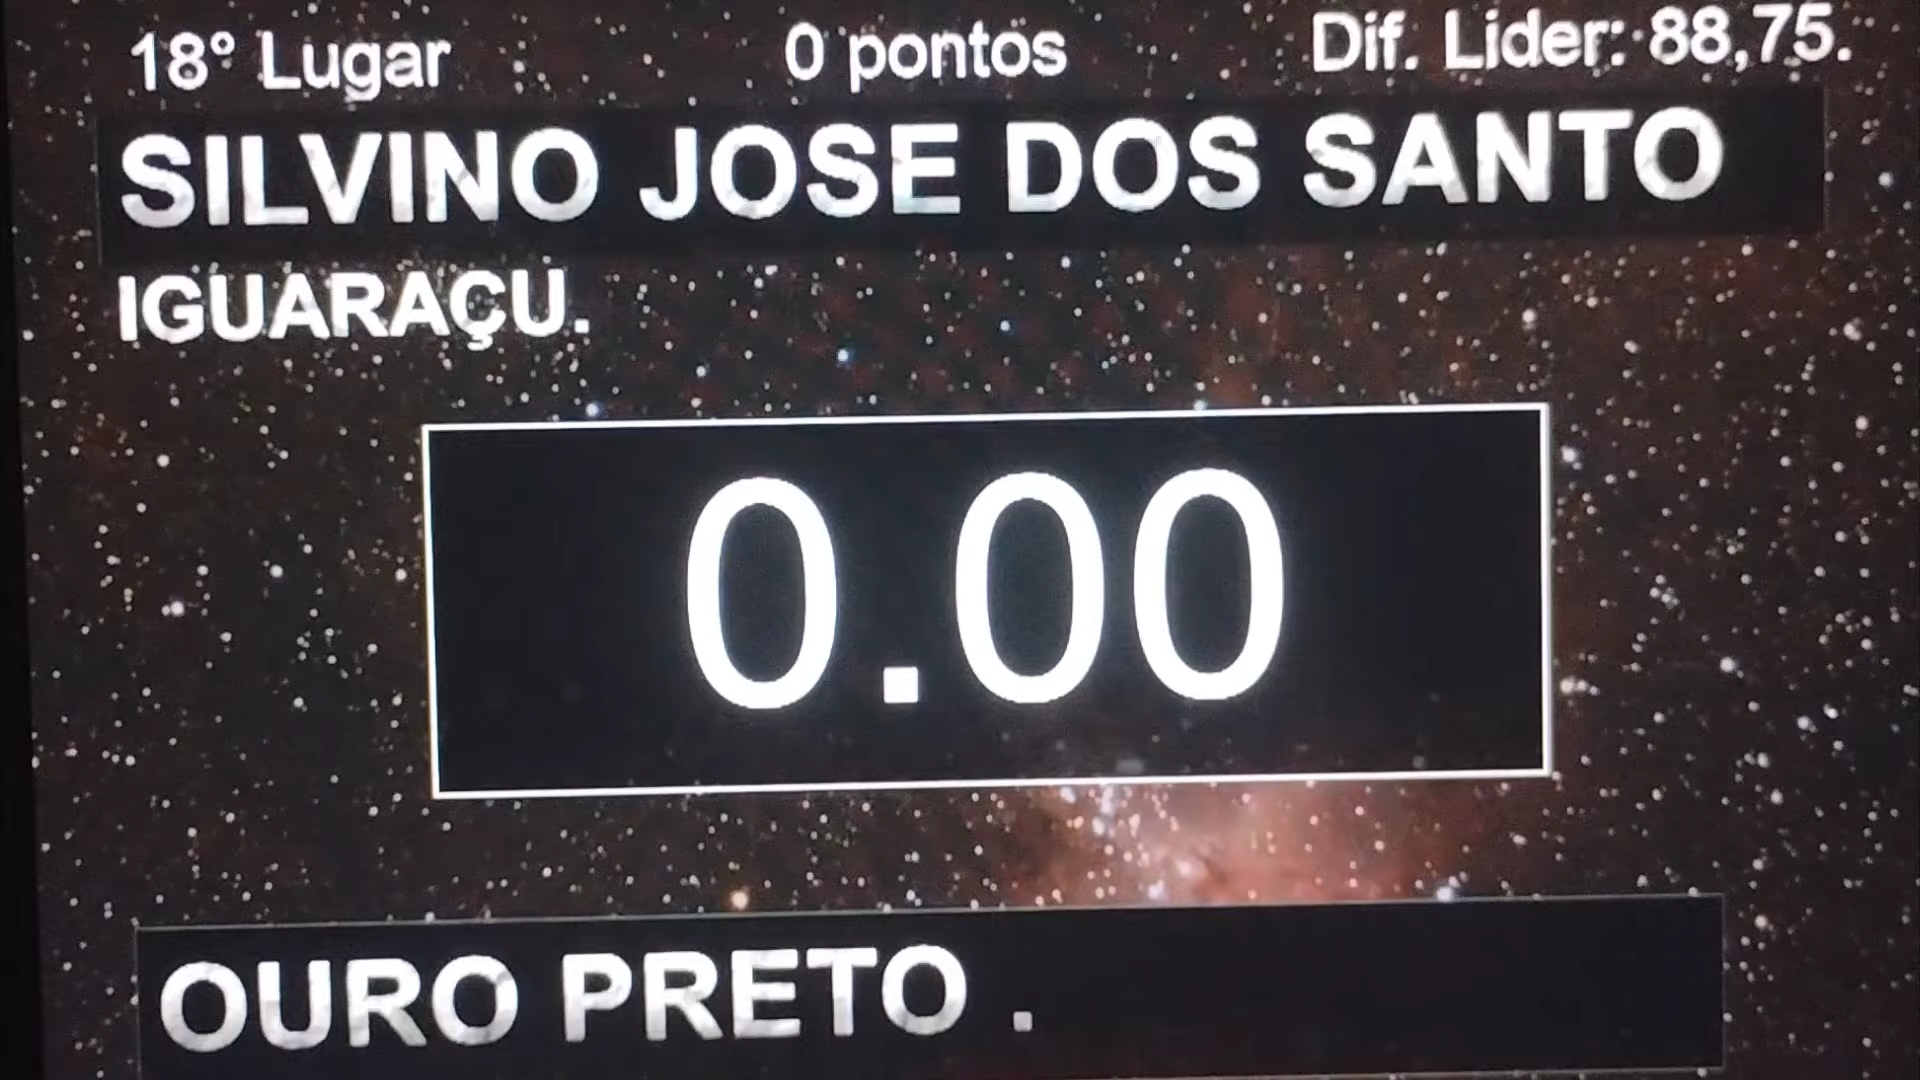 18° Lugar 0 pontos Dif. Lider: 88,75.
SILVINO JOSE DOS SANTO
IGUARAÇU.
0.00
OURO PRETO .